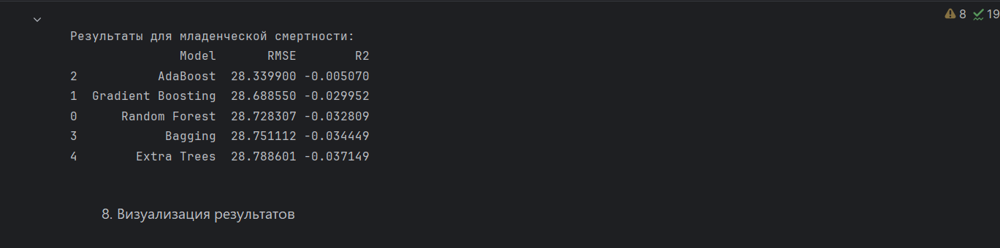 8 19
Результаты для младенческой смертности:
Model RMSE R2
2 AdaBoost 28.339900 -0.005070
1 Gradient Boosting 28.688550 -0.029952
0 Random Forest 28.728307 -0.032809
3 Bagging 28.751112 -0.034449
4 Extra Trees 28.788601 -0.037149
8. Визуализация результатов